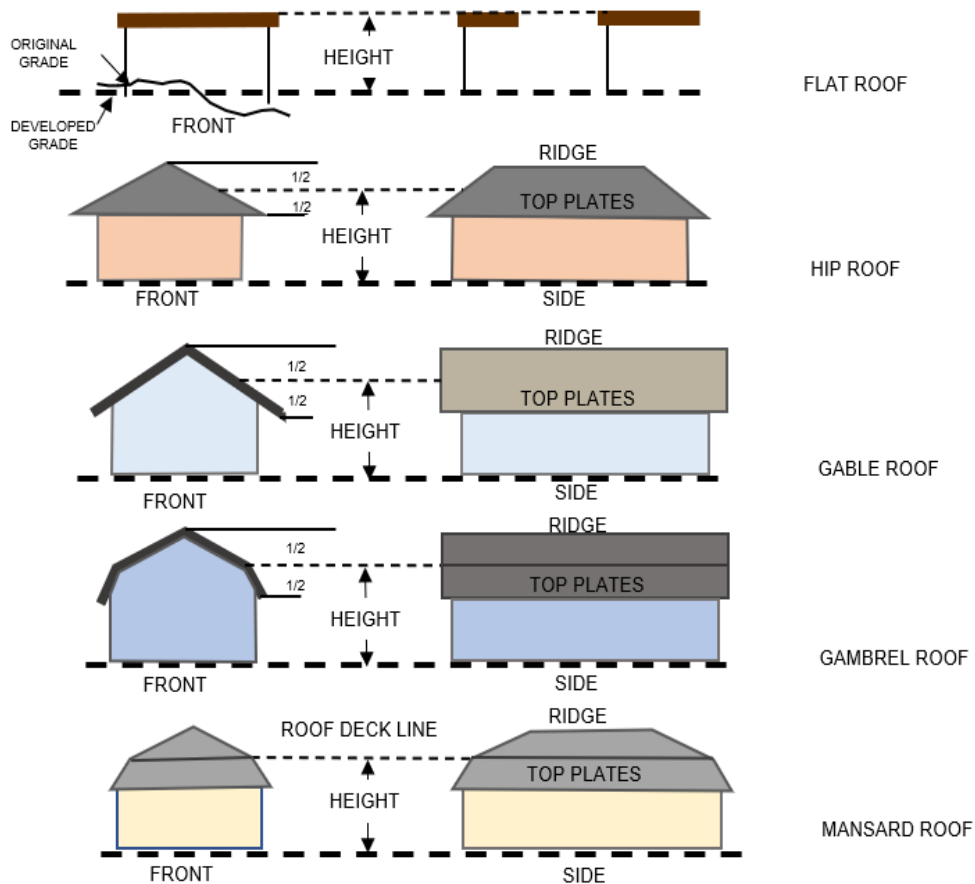 ORIGINAL
GRADE
HEIGHT
FLAT ROOF
DEVELOPED
GRADE
FRONT
RIDGE
1/2
TOP PLATES
1/2
HEIGHT
HIP ROOF
FRONT
SIDE
RIDGE
1/2
TOP PLATES
1/2
HEIGHT
GABLE ROOF
FRONT
SIDE
RIDGE
1/2
TOP PLATES
1/2
HEIGHT
GAMBREL ROOF
FRONT
SIDE
RIDGE
ROOF DECK LINE
TOP PLATES
HEIGHT
MANSARD ROOF
FRONT
SIDE